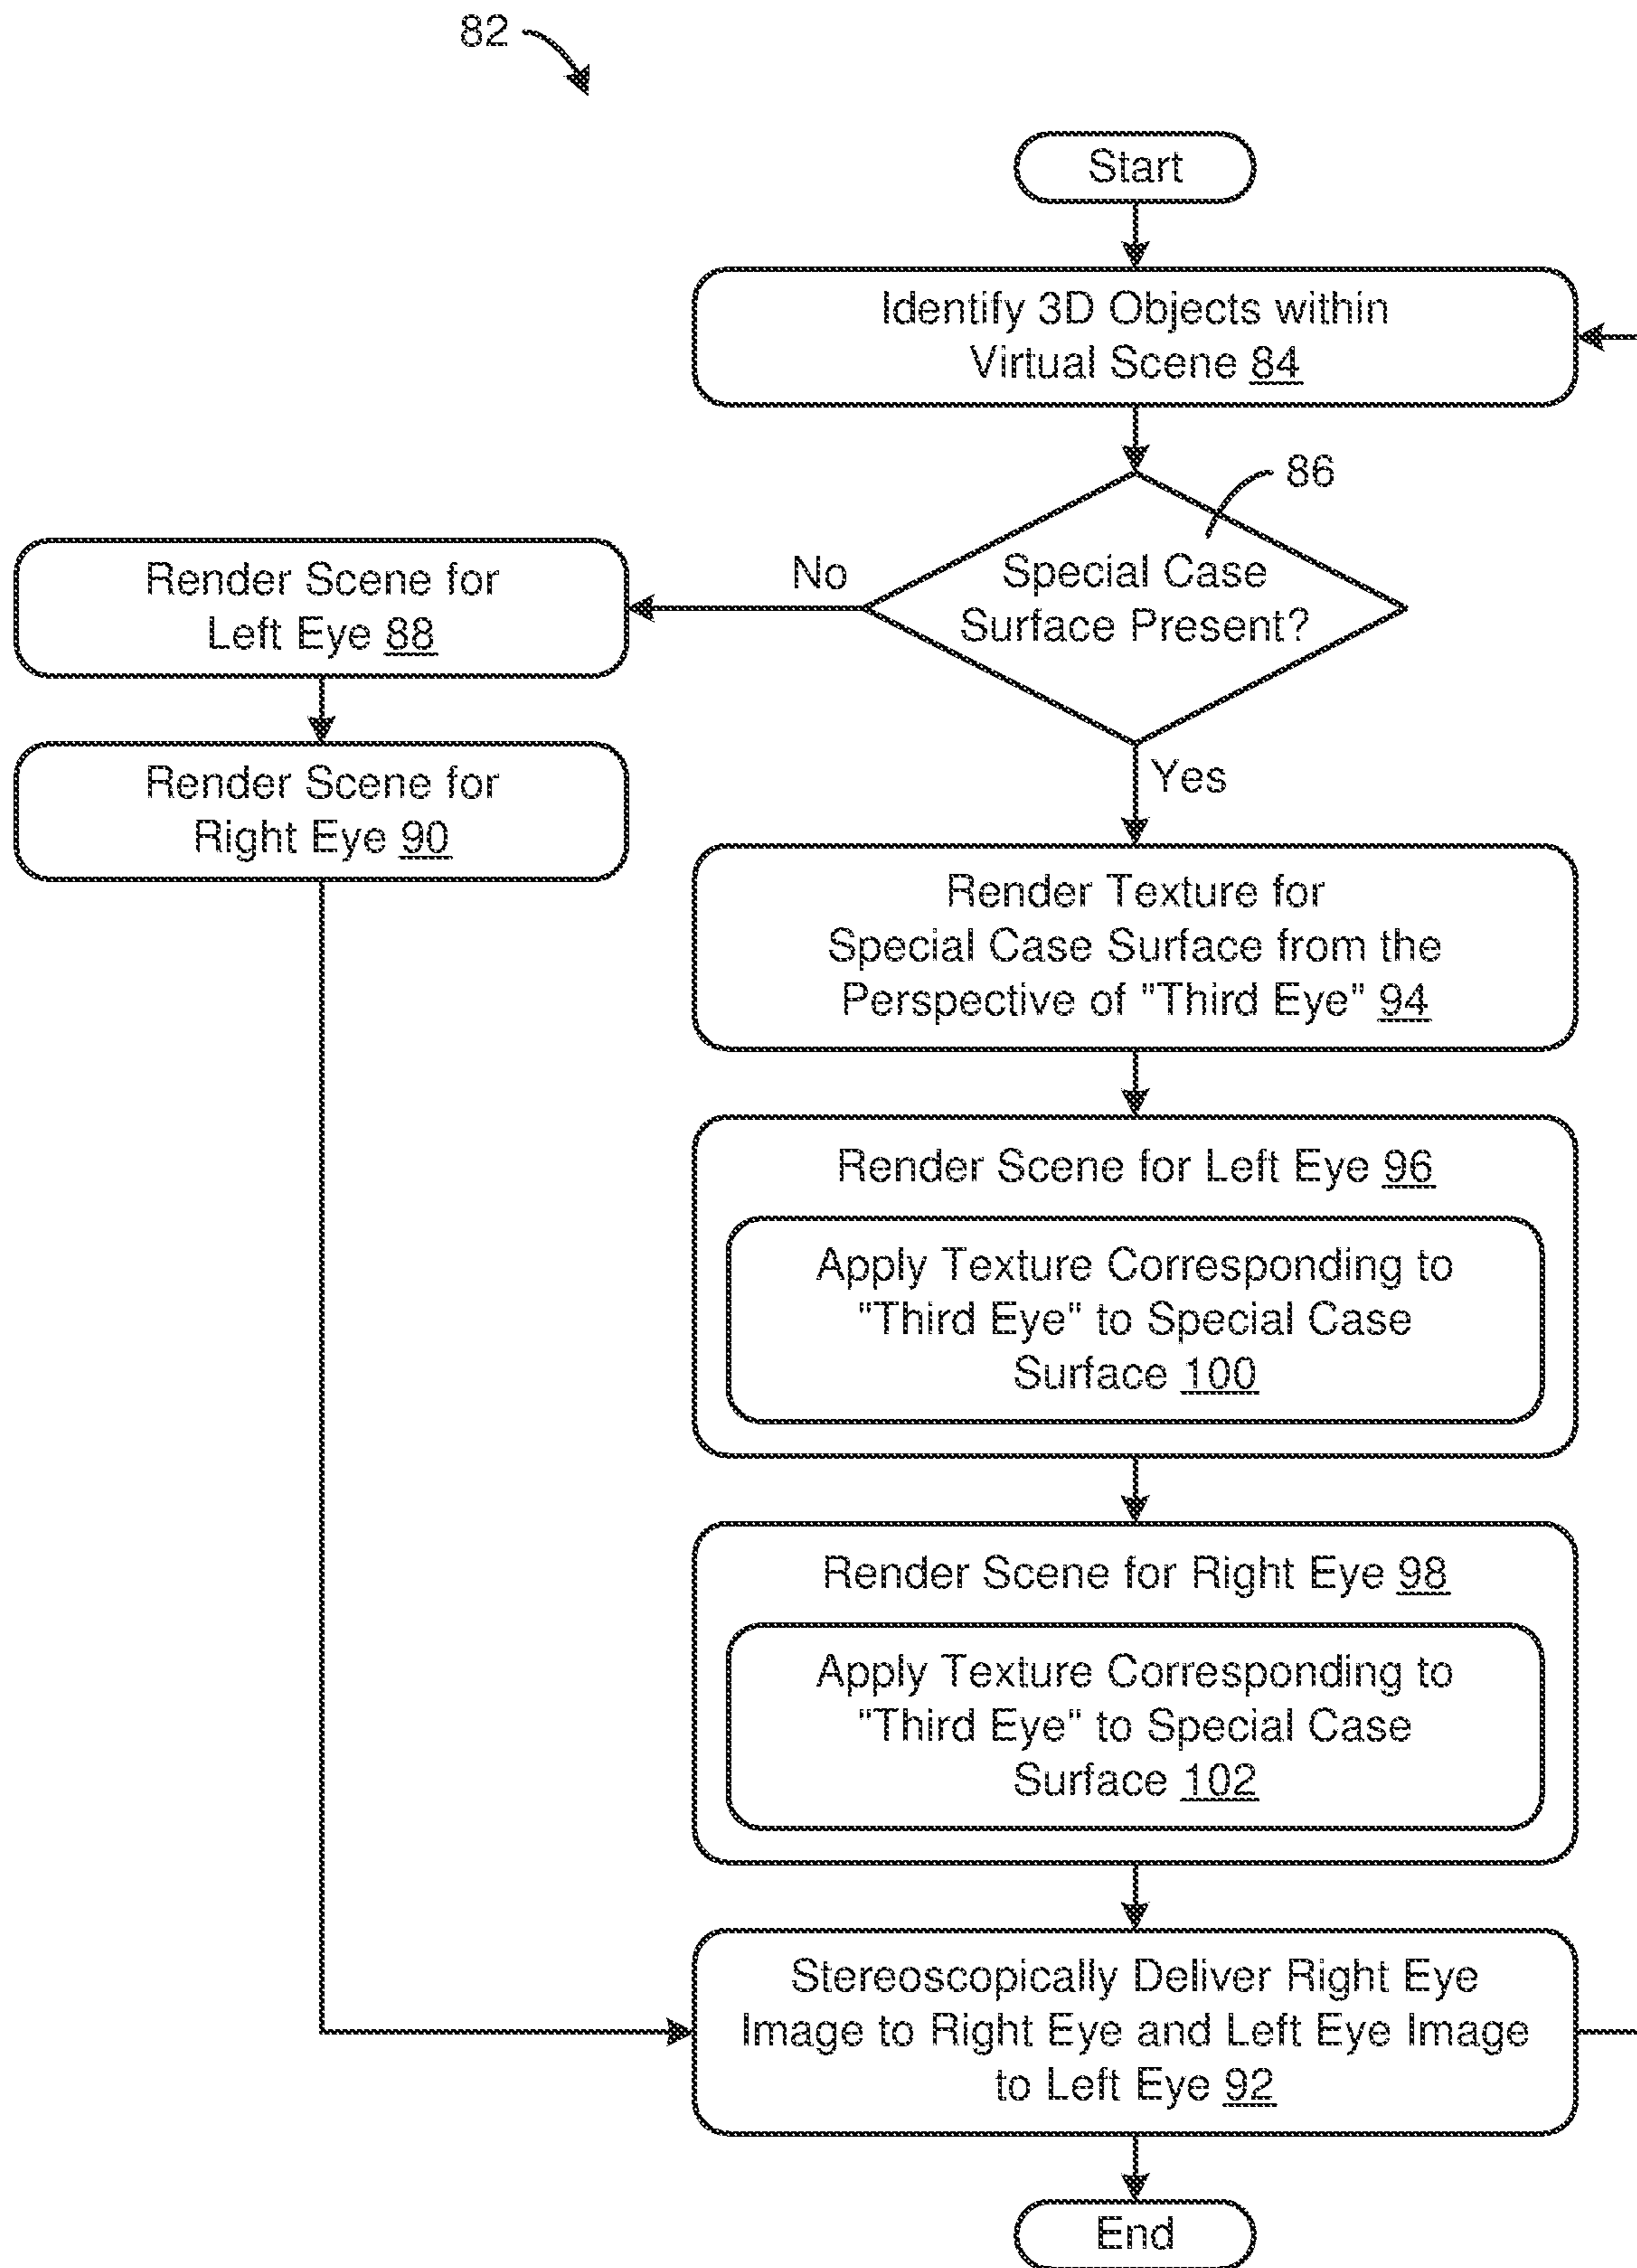 82
Start
Identify 3D Objects within
Virtual Scene 84
86
Special Case
Surface Present?
No
Render Scene for
Left Eye 88
Render Scene for
Right Eye 90
Yes
Render Texture for
Special Case Surface from the
Perspective of "Third Eye" 94
Render Scene for Left Eye 96
Apply Texture Corresponding to
"Third Eye" to Special Case
Surface 100
Render Scene for Right Eye 98
Apply Texture Corresponding to
"Third Eye" to Special Case
Surface 102
Stereoscopically Deliver Right Eye
Image to Right Eye and Left Eye Image
to Left Eye 92
End